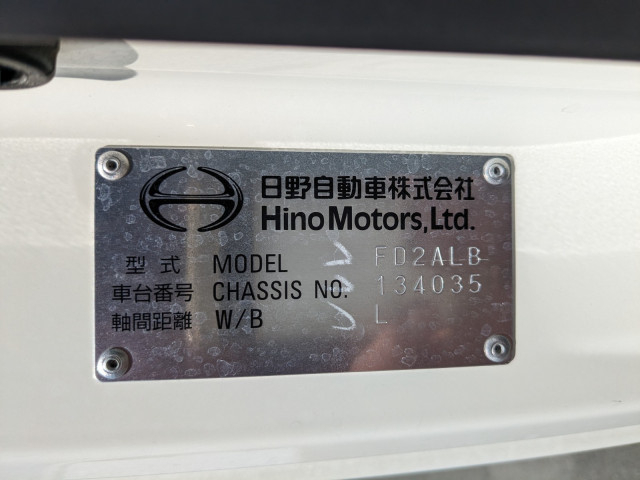 日野自動車株式会社
Hino Motors, Ltd.
型式 MODEL FD2ALB
車台番号 CHASSIS NO. 134035
軸間距離 W/B L